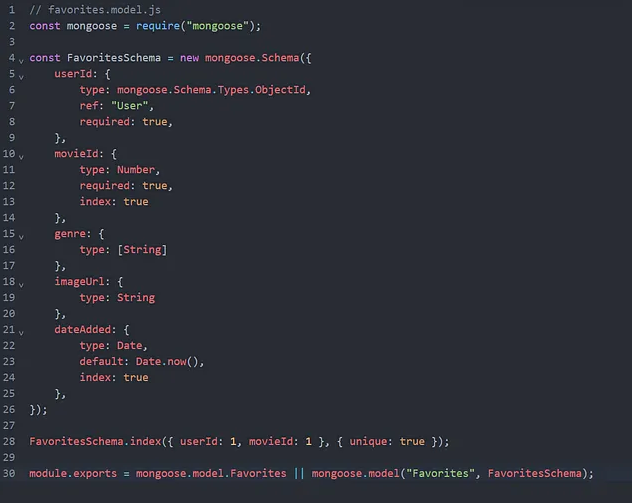 1 // favorites.model.js
2 const mongoose = require("mongoose");
3
4 const FavoritesSchema = new mongoose.Schema({
5     userId: {
6         type: mongoose.Schema.Types.ObjectId,
7         ref: "User",
8         required: true,
9     },
10     movieId: {
11         type: Number,
12         required: true,
13         index: true
14     },
15     genre: {
16         type: [String]
17     },
18     imageUrl: {
19         type: String
20     },
21     dateAdded: {
22         type: Date,
23         default: Date.now(),
24         index: true
25     },
26 });
27
28 FavoritesSchema.index({ userId: 1, movieId: 1 }, { unique: true });
29
30 module.exports = mongoose.model.Favorites || mongoose.model("Favorites", FavoritesSchema);